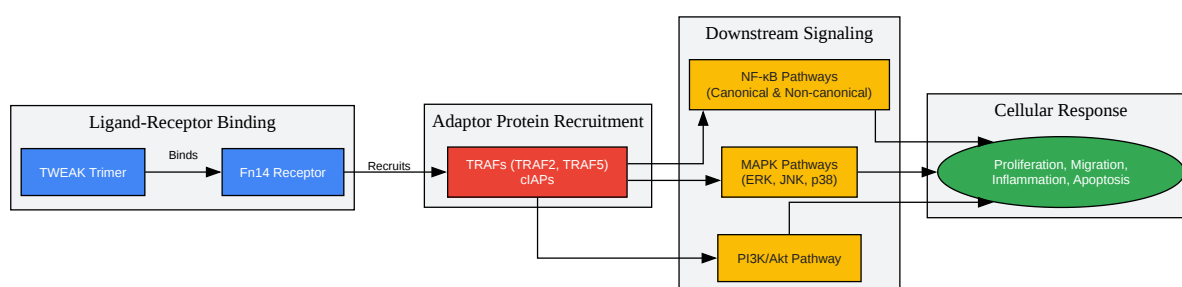 Ligand-Receptor Binding
TWEAK Trimer
Binds
Fn14 Receptor
Recruits
Adaptor Protein Recruitment
TRAFs (TRAF2, TRAF5)
cIAPs
Downstream Signaling
NF-κB Pathways
(Canonical & Non-canonical)
MAPK Pathways
(ERK, JNK, p38)
PI3K/Akt Pathway
Cellular Response
Proliferation, Migration,
Inflammation, Apoptosis